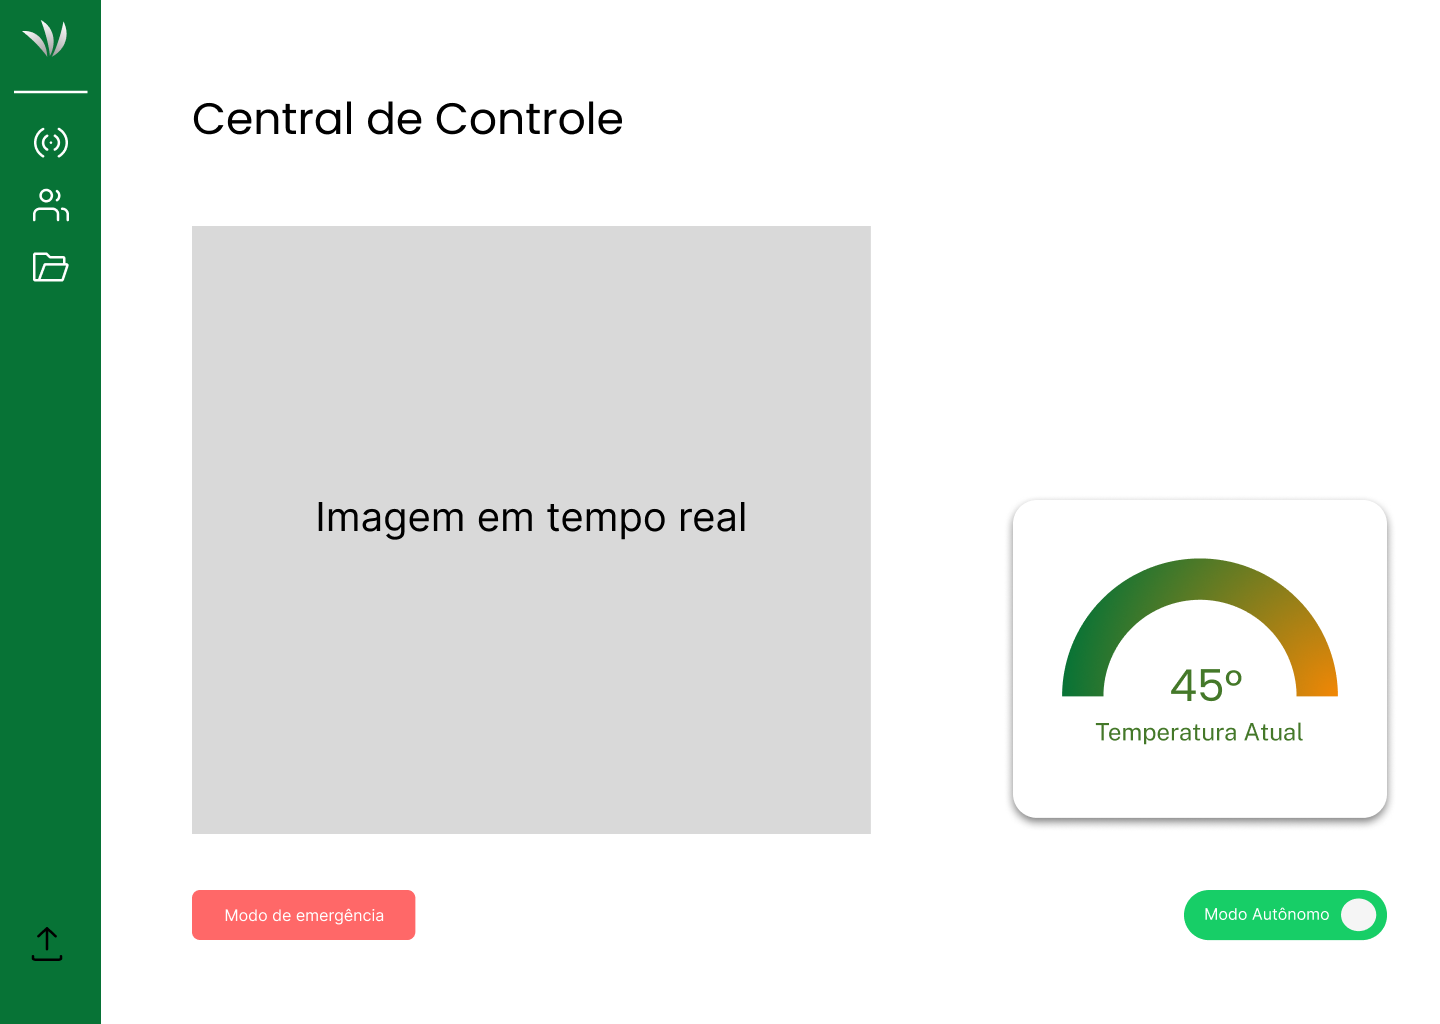 Central de Controle
Imagem em tempo real
45º
Temperatura Atual
Modo de emergência
Modo Autônomo